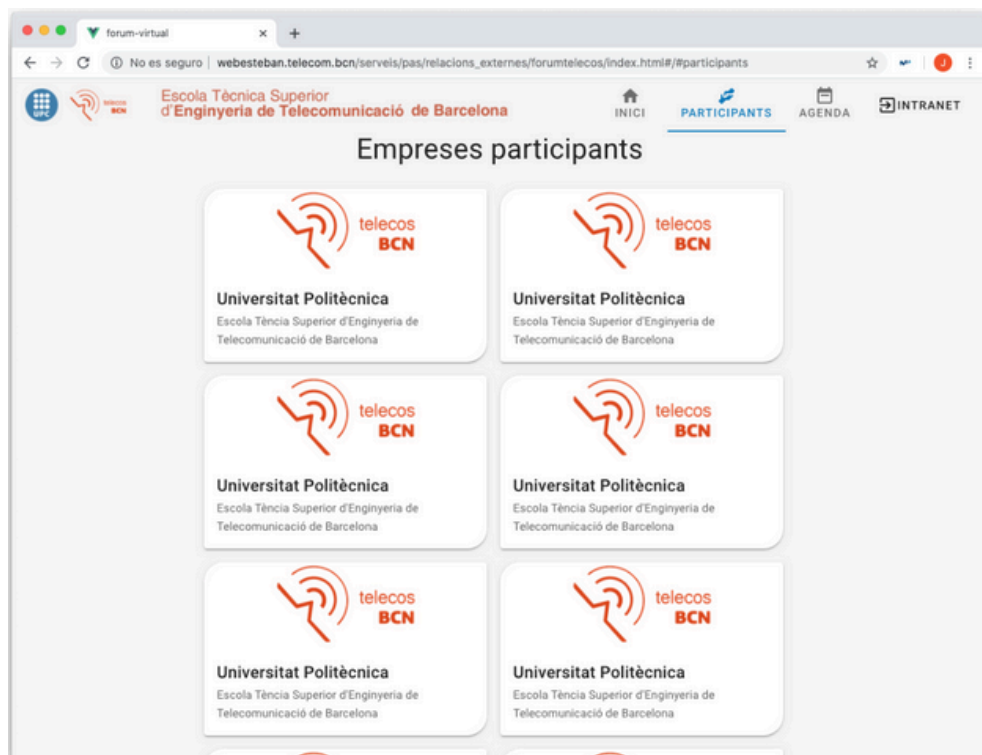 forum-virtual
No es seguro | webesteban.telecom.bcn/serveis/pas/relacions_externes/forumtelecos/index.html#/#participants
J
UPC
telecos
BCN
Escola Tècnica Superior
d'Enginyeria de Telecomunicació de Barcelona
INICI
PARTICIPANTS
AGENDA
INTRANET
Empreses participants
telecos
BCN
Universitat Politècnica
Escola Tència Superior d'Enginyeria de
Telecomunicació de Barcelona
telecos
BCN
Universitat Politècnica
Escola Tència Superior d'Enginyeria de
Telecomunicació de Barcelona
telecos
BCN
Universitat Politècnica
Escola Tència Superior d'Enginyeria de
Telecomunicació de Barcelona
telecos
BCN
Universitat Politècnica
Escola Tència Superior d'Enginyeria de
Telecomunicació de Barcelona
telecos
BCN
Universitat Politècnica
Escola Tència Superior d'Enginyeria de
Telecomunicació de Barcelona
telecos
BCN
Universitat Politècnica
Escola Tència Superior d'Enginyeria de
Telecomunicació de Barcelona